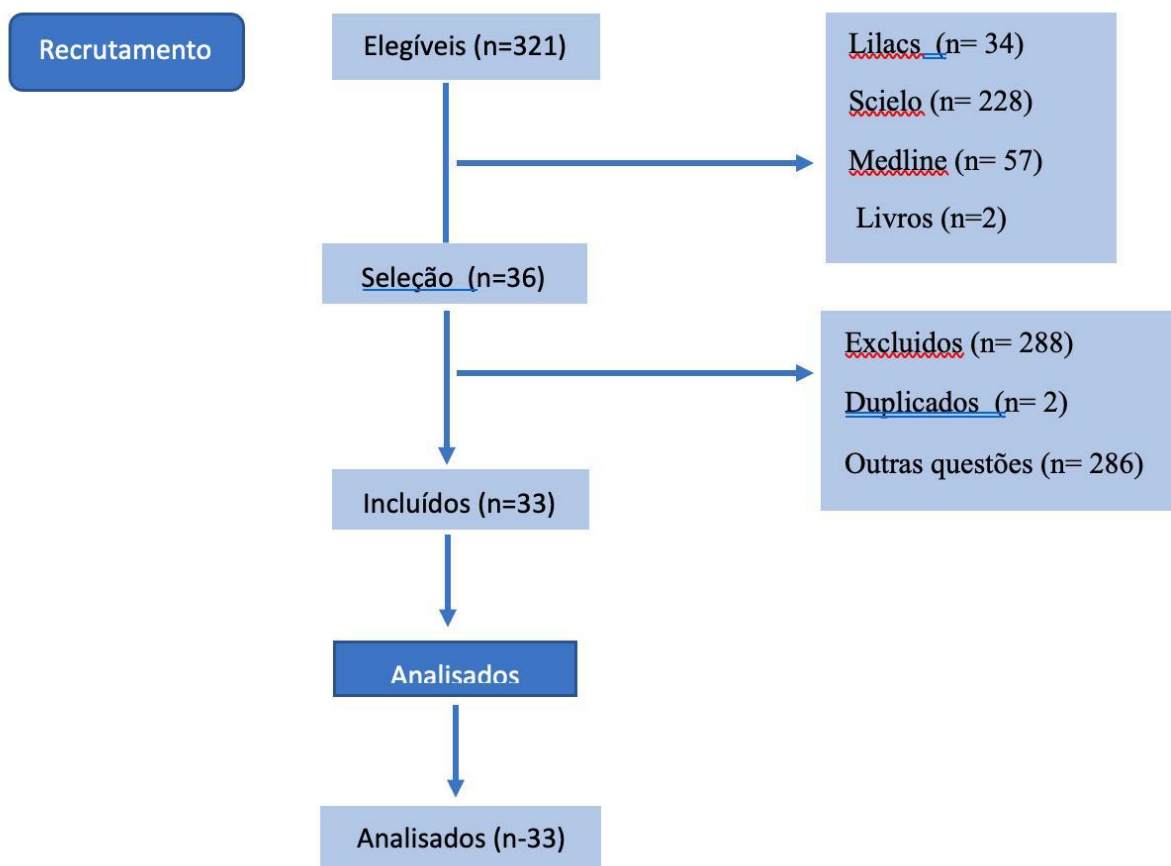 Recrutamento
Elegíveis (n=321)
Lilacs (n= 34)
Scielo (n= 228)
Medline (n= 57)
Livros (n=2)
Seleção (n=36)
Excluidos (n= 288)
Duplicados (n= 2)
Outras questões (n= 286)
Incluídos (n=33)
Analisados
Analisados (n-33)